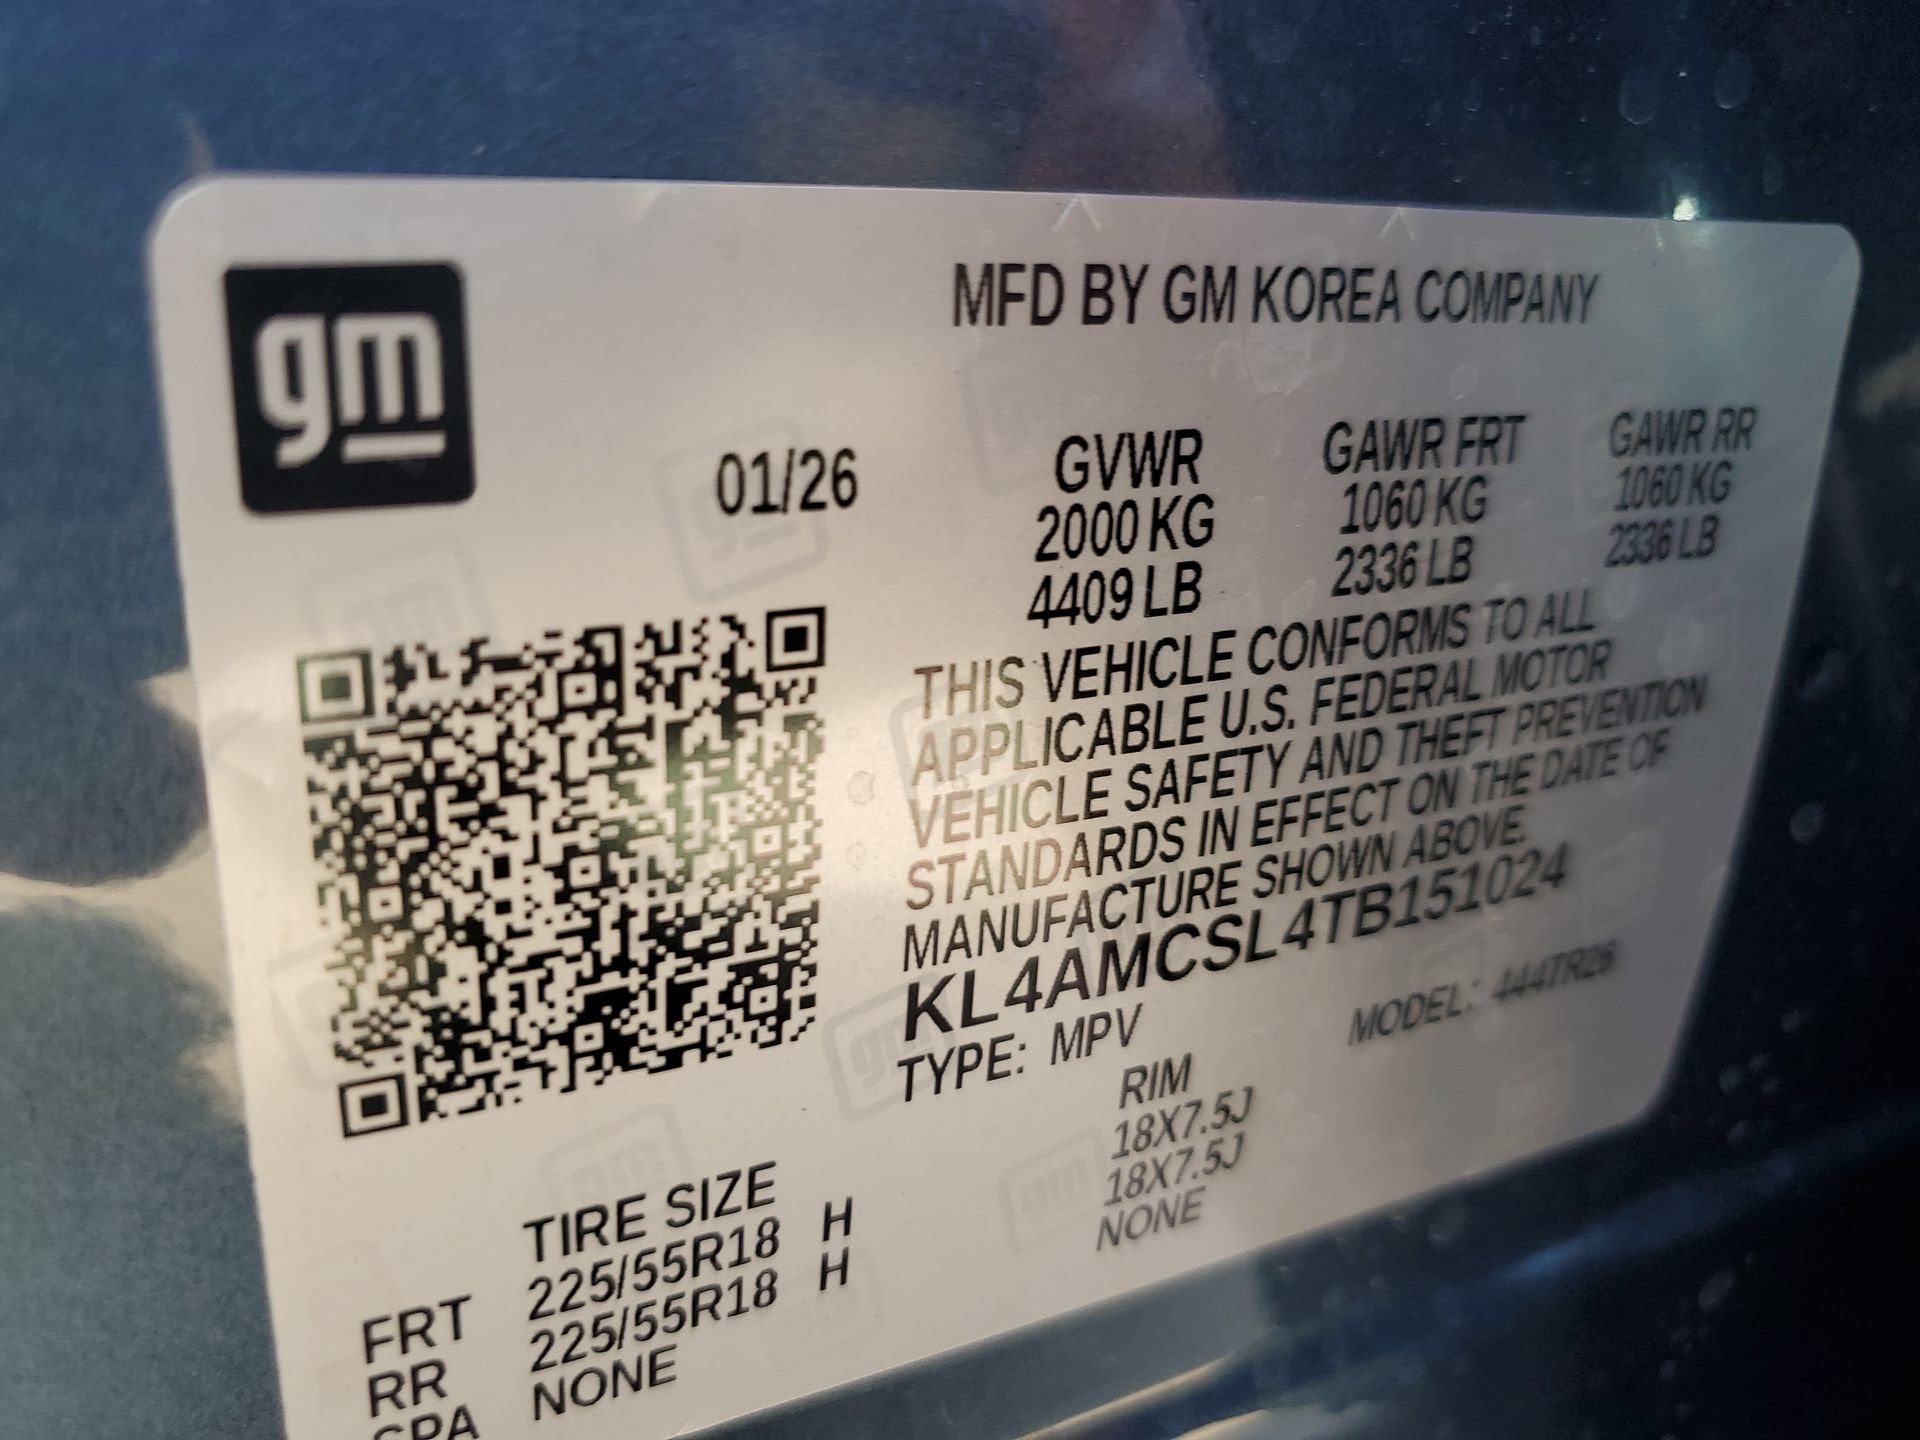 gm
MFD BY GM KOREA COMPANY
01/26
GVWR GAWR FRT GAWR RR
2000 KG 1060 KG 1060 KG
4409 LB 2336 LB 2336 LB
THIS VEHICLE CONFORMS TO ALL
APPLICABLE U.S. FEDERAL MOTOR
VEHICLE SAFETY AND THEFT PREVENTION
STANDARDS IN EFFECT ON THE DATE OF
MANUFACTURE SHOWN ABOVE.
KL4AMCSL4TB151024
TYPE: MPV MODEL: 444TR26
TIRE SIZE RIM
FRT 225/55R18 H 18X7.5J
RR 225/55R18 H 18X7.5J
SPA NONE NONE